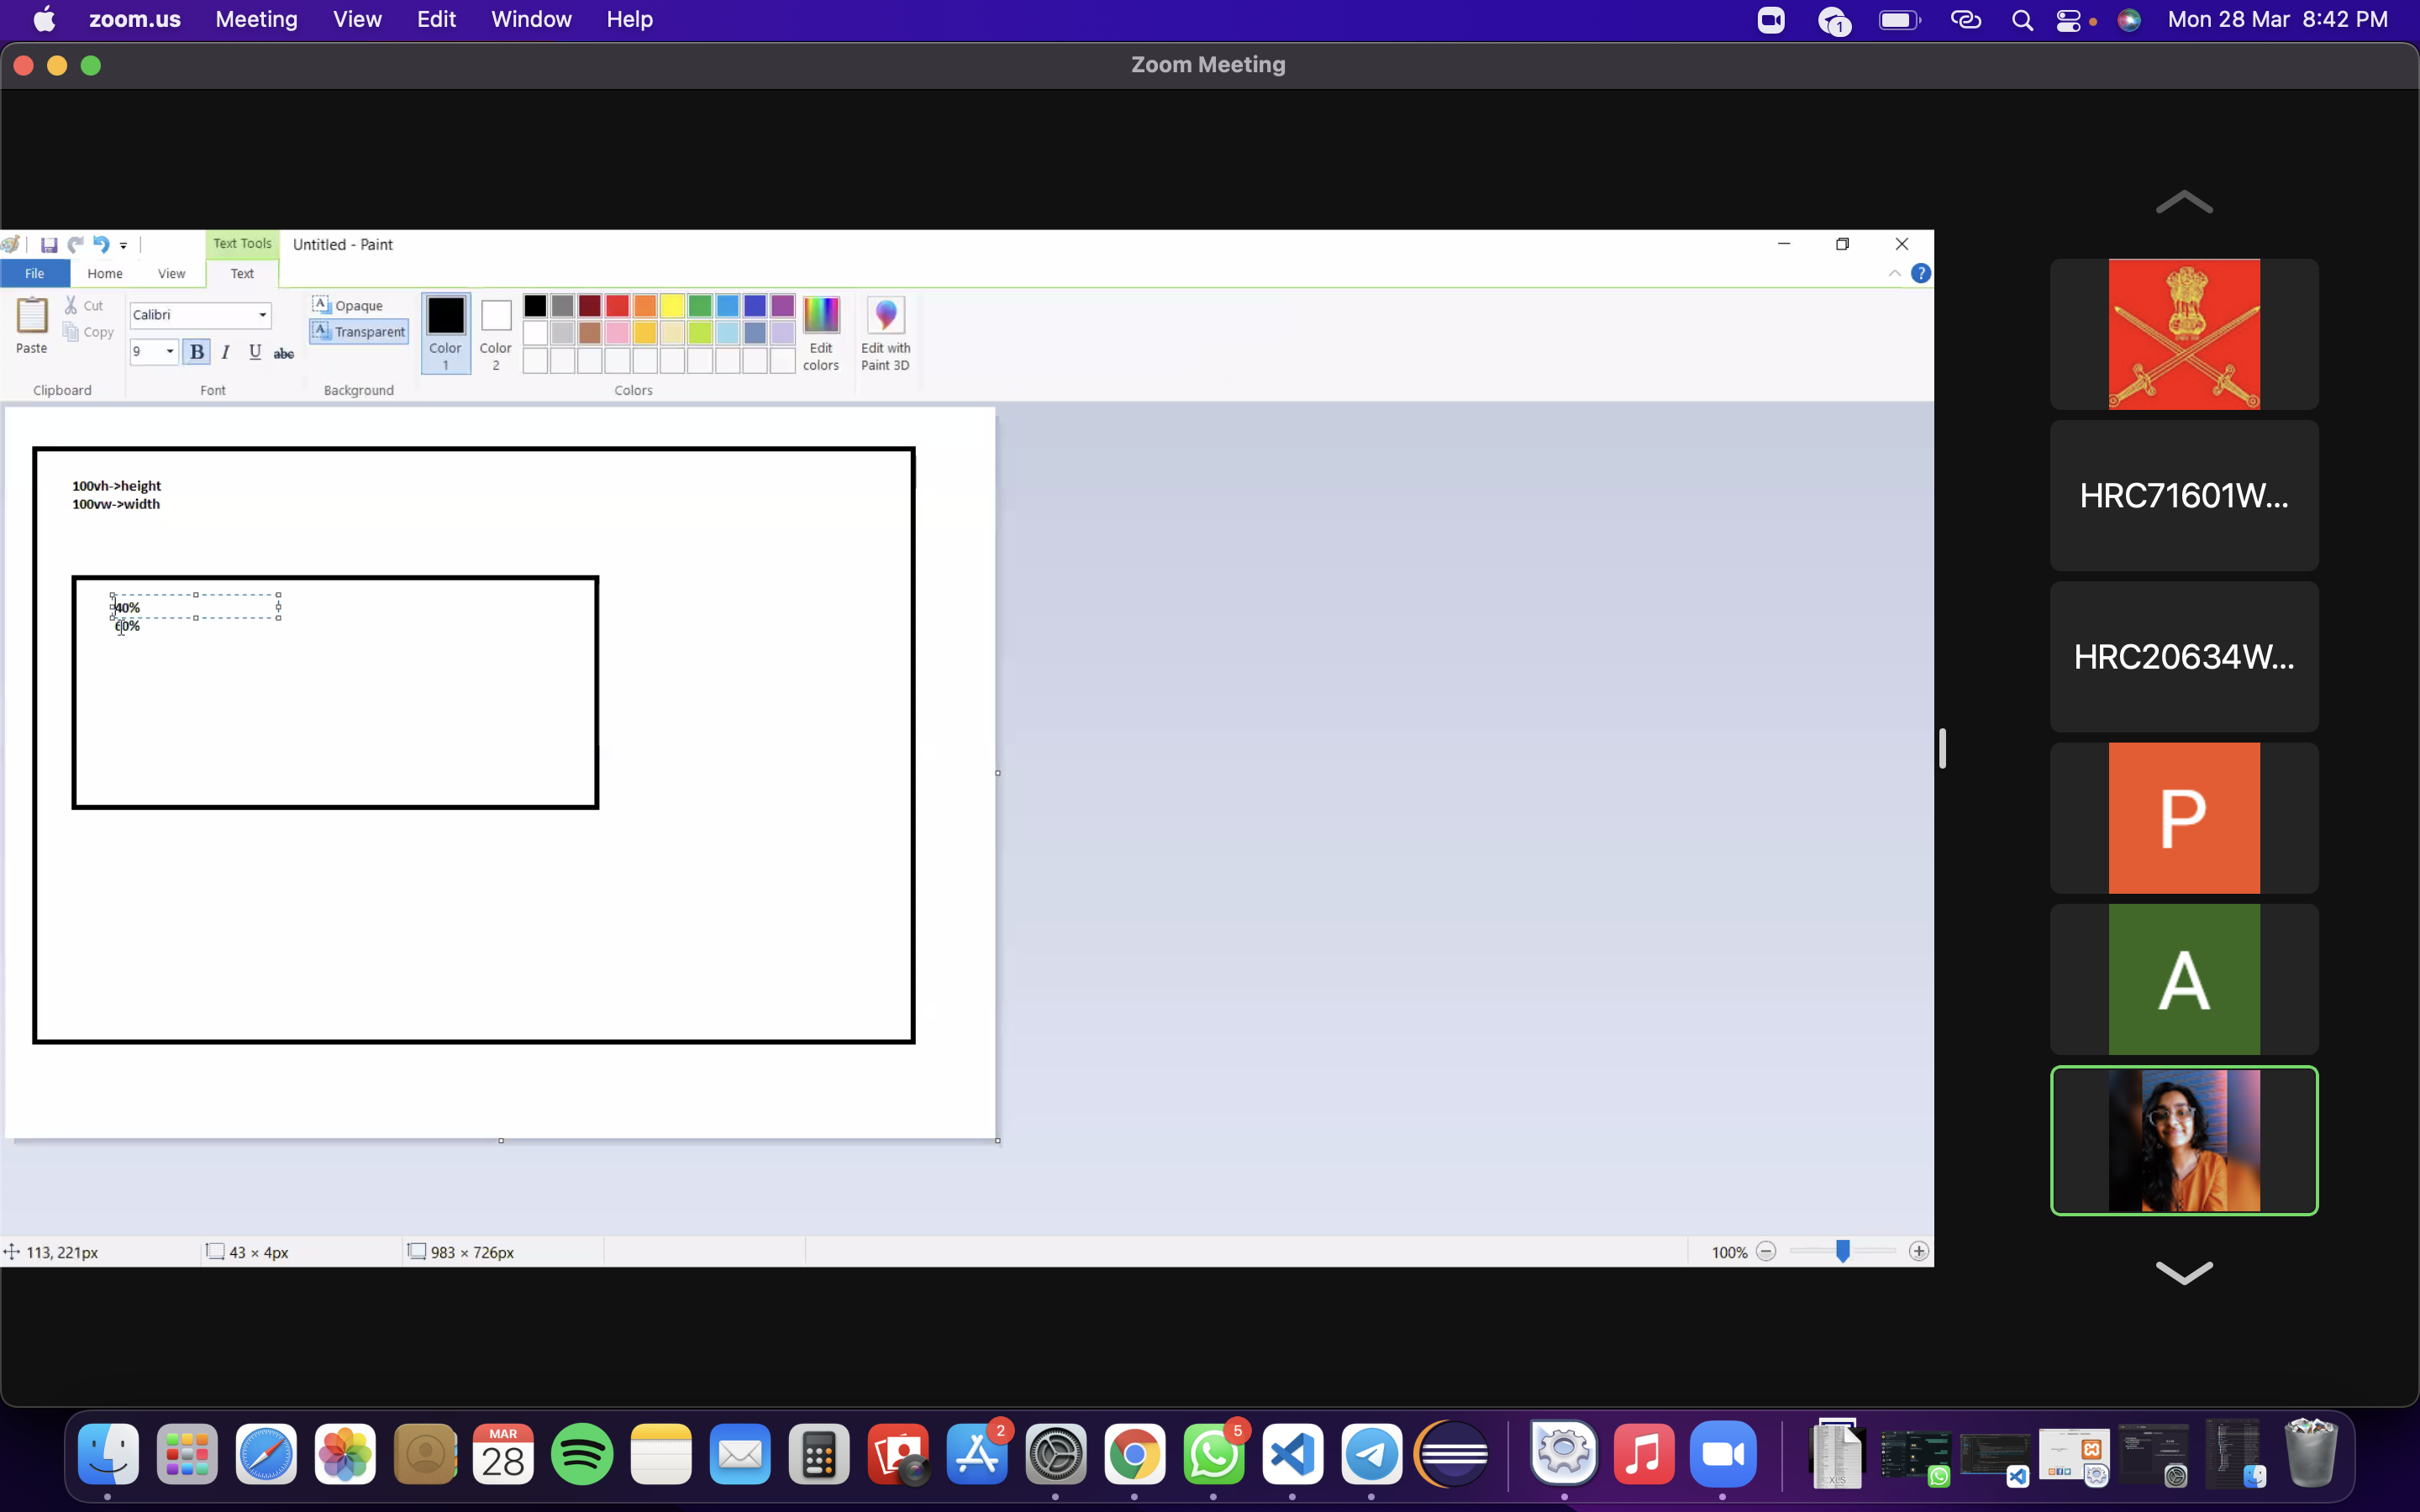 zoom.us Meeting View Edit Window Help 1 Mon 28 Mar 8:42 PM
Zoom Meeting
Text Tools Untitled - Paint
File Home View Text ?
Paste Cut Copy Calibri 9 B I U abc A Opaque A Transparent Color 1 Color 2 Edit colors Edit with Paint 3D
Clipboard Font Background Colors
100vh->height
100vw->width
40%
60%
HRC71601W...
HRC20634W...
P
A
113, 221px 43 × 4px 983 × 726px 100%
MAR
28
2
5